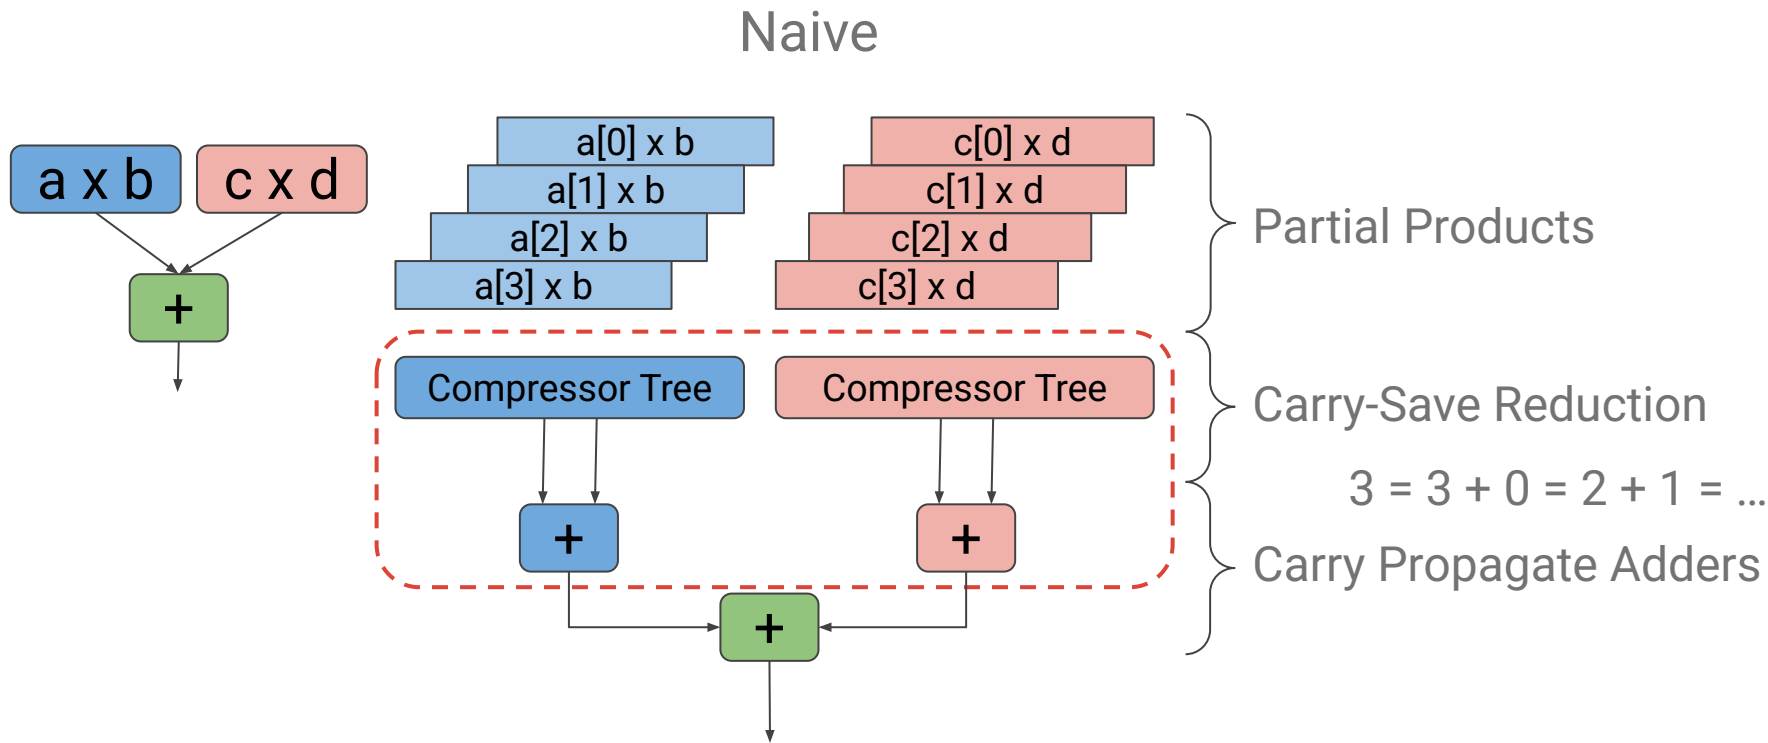 Naive
a x b
c x d
+
a[0] x b
a[1] x b
a[2] x b
a[3] x b
c[0] x d
c[1] x d
c[2] x d
c[3] x d
Partial Products
Compressor Tree
Compressor Tree
Carry-Save Reduction
3 = 3 + 0 = 2 + 1 = ...
+
+
Carry Propagate Adders
+